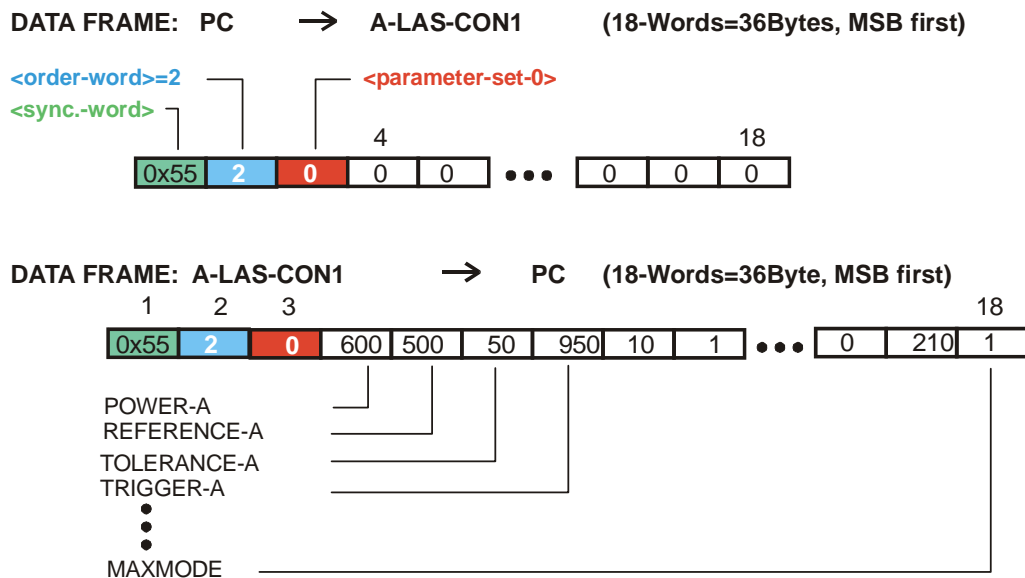 DATA FRAME: PC → A-LAS-CON1 (18-Words=36Bytes, MSB first)
<order-word>=2 <parameter-set-0>
<sync.-word>
4 18
0x55 2 0 0 0 ••• 0 0 0
DATA FRAME: A-LAS-CON1 → PC (18-Words=36Byte, MSB first)
1 2 3 18
0x55 2 0 600 500 50 950 10 1 ••• 0 210 1
POWER-A
REFERENCE-A
TOLERANCE-A
TRIGGER-A
MAXMODE